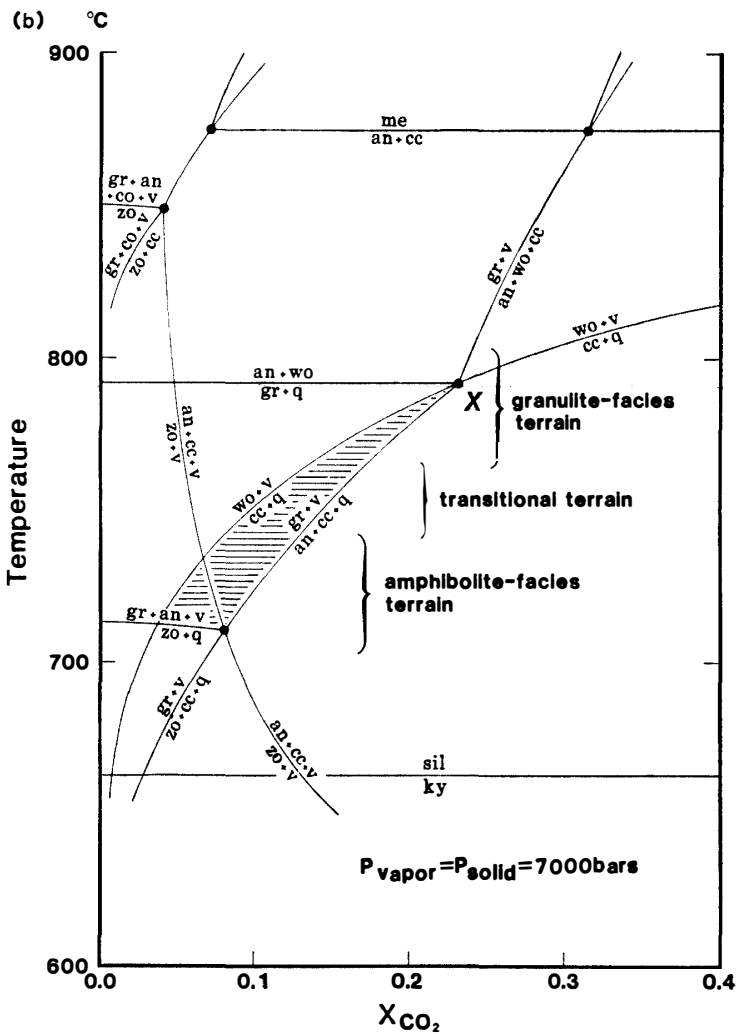 (b) °C
900
me
an+cc
gr+an
+co+v
zo
gr+co+v
zo+cc
gr+v
an+wo+cc
wo+v
cc+q
800
an+wo
gr+q
X
granulite-facies
terrain
an+cc+v
zo+v
wo+v
cc+q
gr+v
an+cc+q
transitional terrain
amphibolite-facies
terrain
gr+an+v
zo+q
700
gr+v
zo+cc+q
an+cc+v
zo+v
sil
ky
Pvapor=Psolid=7000bars
600
0.0 0.1 0.2 0.3 0.4
XCO₂
Temperature